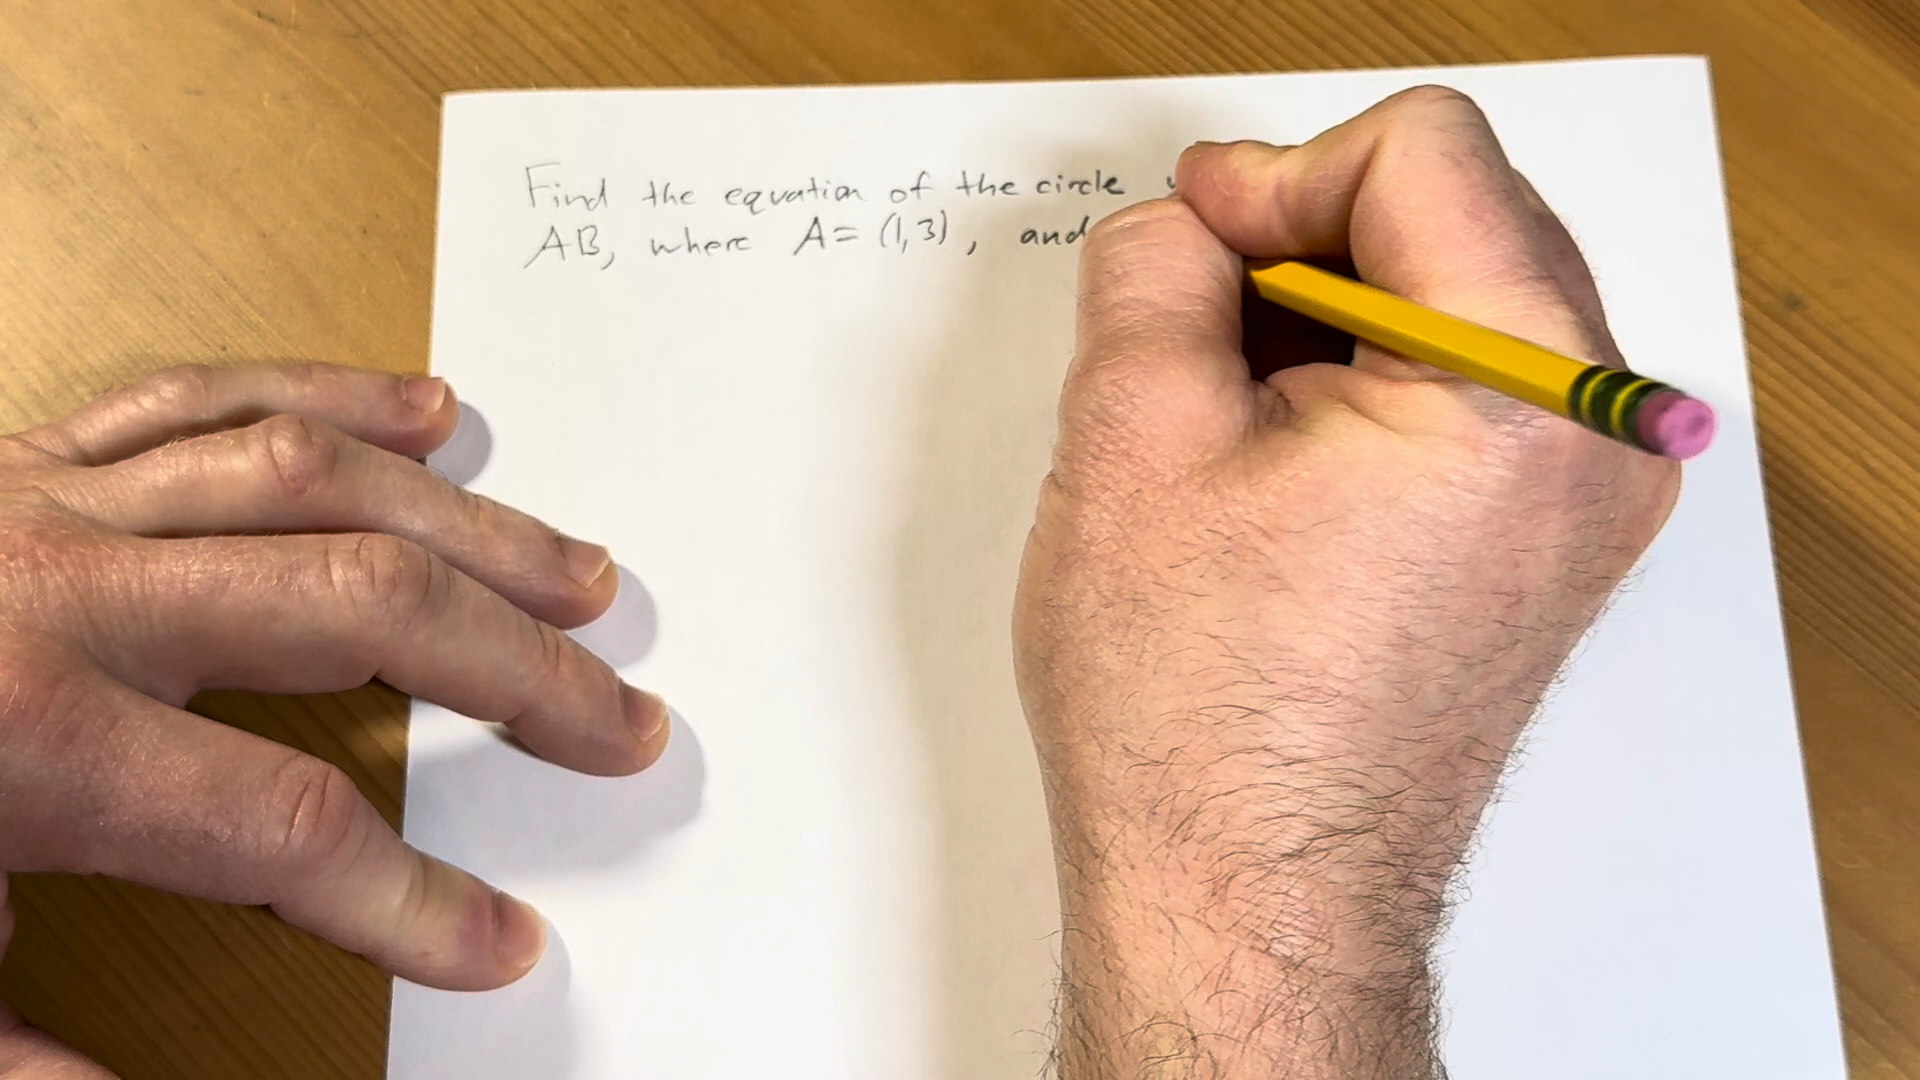 Find the equation of the circle
AB, where A = (1,3), and